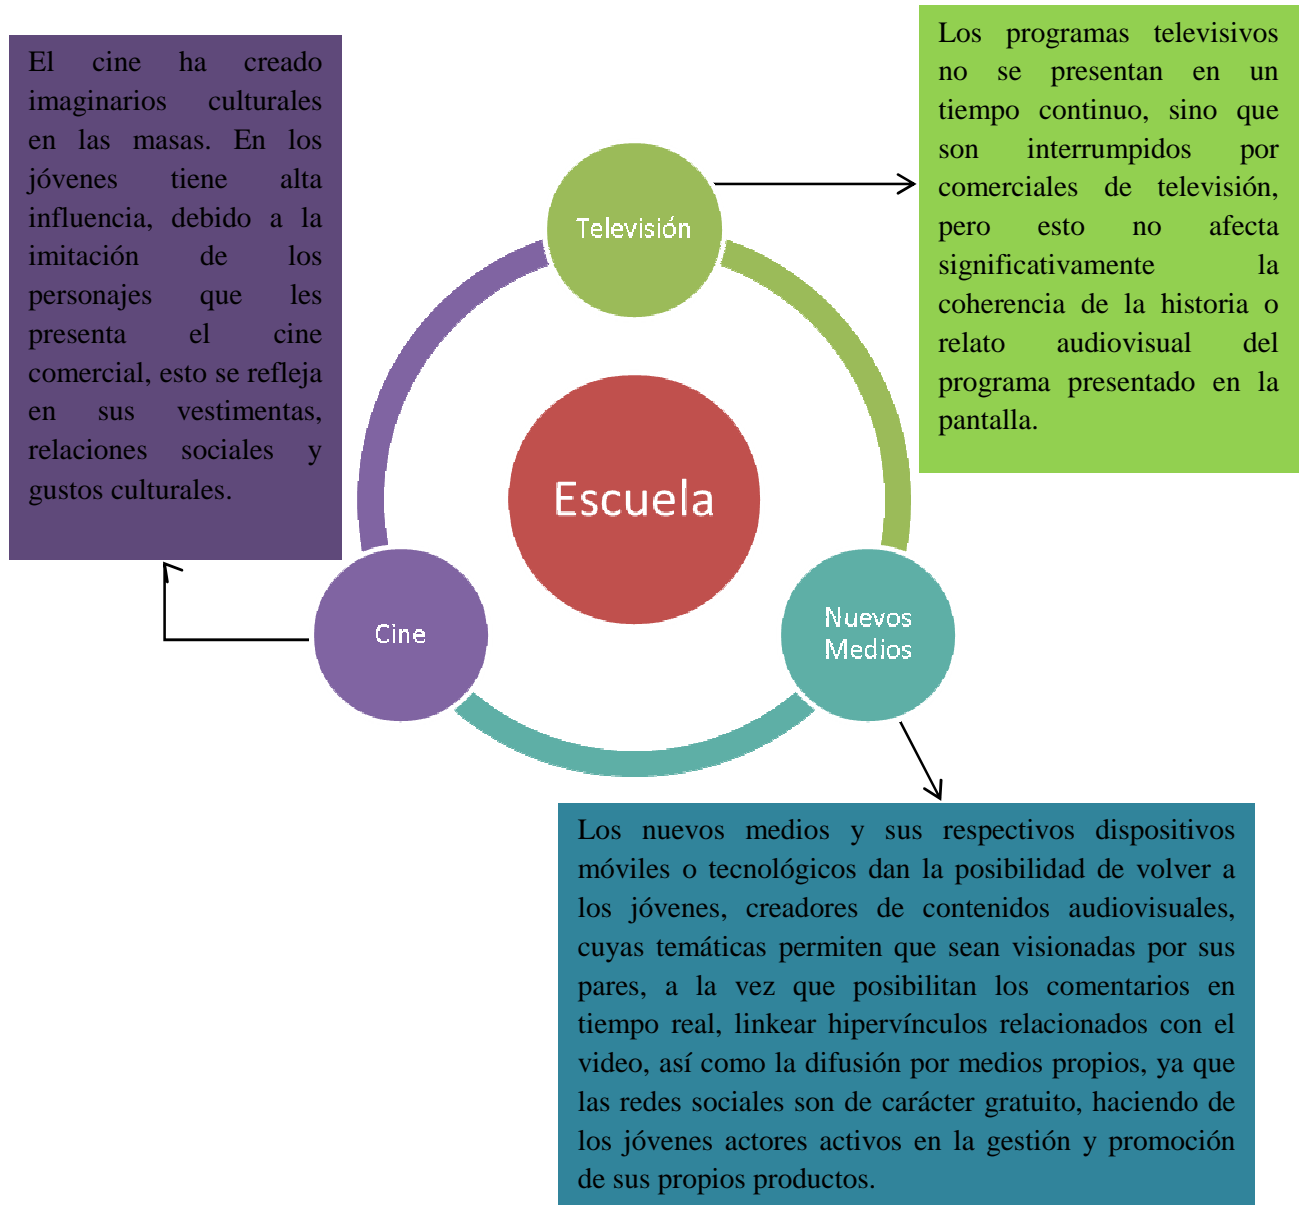 El cine ha creado
imaginarios culturales
en las masas. En los
jóvenes tiene alta
influencia, debido a la
imitación de los
personajes que les
presenta el cine
comercial, esto se refleja
en sus vestimentas,
relaciones sociales y
gustos culturales.
Los programas televisivos
no se presentan en un
tiempo continuo, sino que
son interrumpidos por
comerciales de televisión,
pero esto no afecta
significativamente la
coherencia de la historia o
relato audiovisual del
programa presentado en la
pantalla.
Televisión
Escuela
Cine
Nuevos
Medios
Los nuevos medios y sus respectivos dispositivos
móviles o tecnológicos dan la posibilidad de volver a
los jóvenes, creadores de contenidos audiovisuales,
cuyas temáticas permiten que sean visionadas por sus
pares, a la vez que posibilitan los comentarios en
tiempo real, linkear hipervínculos relacionados con el
video, así como la difusión por medios propios, ya que
las redes sociales son de carácter gratuito, haciendo de
los jóvenes actores activos en la gestión y promoción
de sus propios productos.